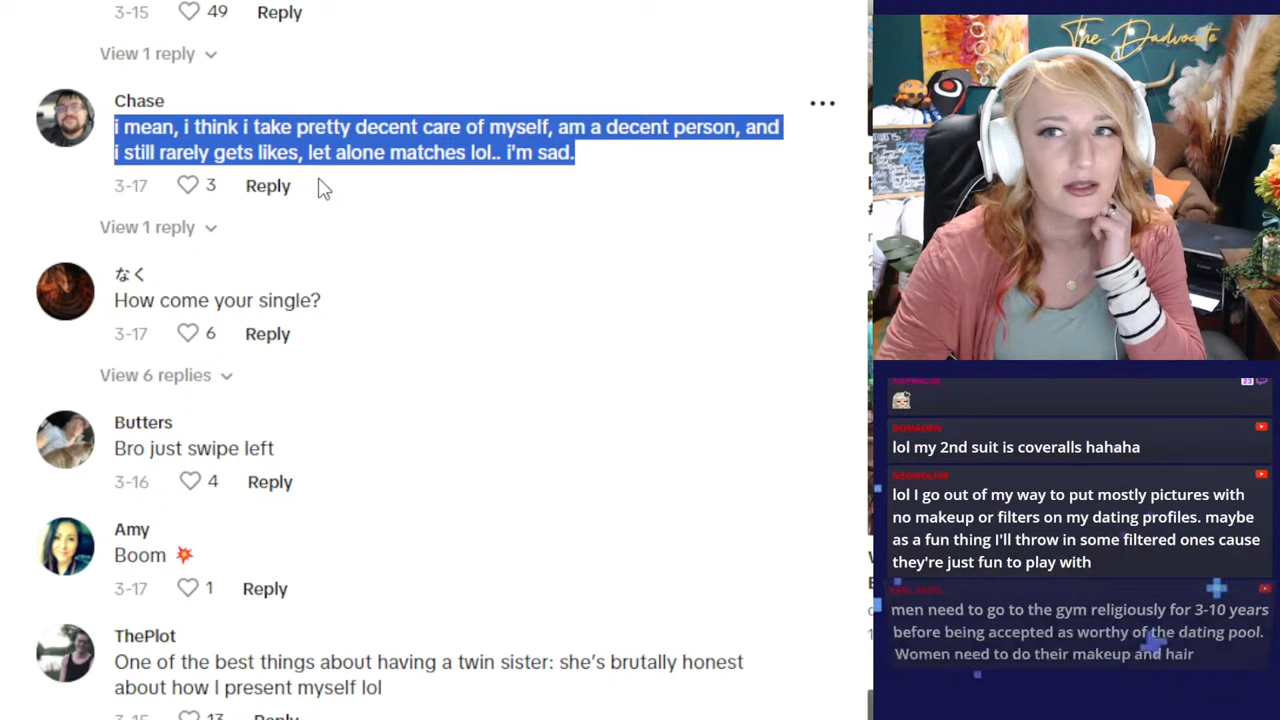 3-15
49
Reply
View 1 reply
Chase
i mean, i think i take pretty decent care of myself, am a decent person, and
i still rarely gets likes, let alone matches lol.. i'm sad.
3-17
3
Reply
View 1 reply
なく
How come your single?
3-17
6
Reply
View 6 replies
Butters
Bro just swipe left
3-16
4
Reply
Amy
Boom 💥
3-17
1
Reply
ThePlot
One of the best things about having a twin sister: she's brutally honest
about how I present myself lol
3-15
13
Reply
The Dadvocate
lol my 2nd suit is coveralls hahaha
lol I go out of my way to put mostly pictures with
no makeup or filters on my dating profiles. maybe
as a fun thing I'll throw in some filtered ones cause
they're just fun to play with
men need to go to the gym religiously for 3-10 years
before being accepted as worthy of the dating pool.
Women need to do their makeup and hair